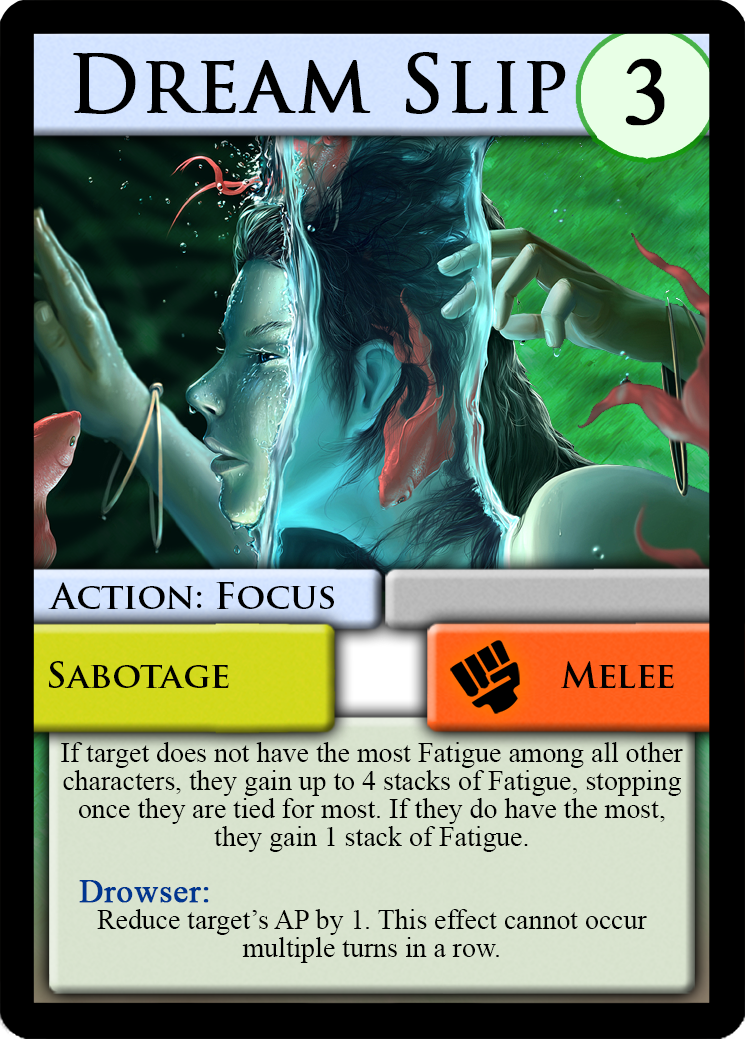 Dream Slip
3
Action: Focus
Sabotage
Melee
If target does not have the most Fatigue among all other
characters, they gain up to 4 stacks of Fatigue, stopping
once they are tied for most. If they do have the most,
they gain 1 stack of Fatigue.
Drowser:
Reduce target's AP by 1. This effect cannot occur
multiple turns in a row.